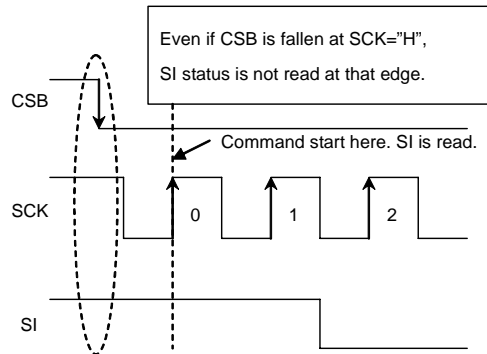 Even if CSB is fallen at SCK="H",
SI status is not read at that edge.
CSB
Command start here. SI is read.
SCK
0
1
2
SI